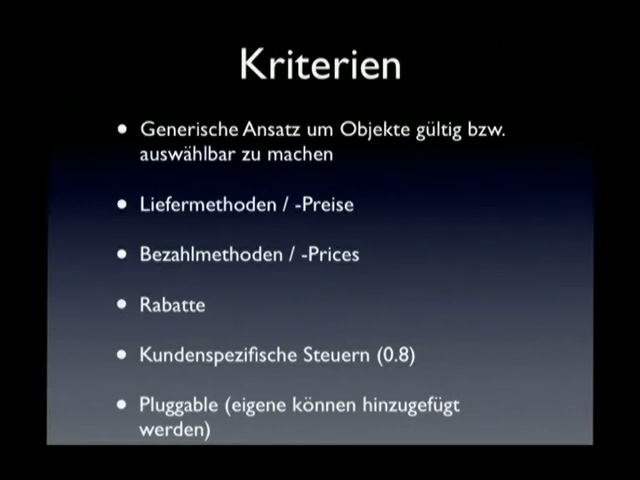 Kriterien
• Generische Ansatz um Objekte gültig bzw.
auswählbar zu machen
• Liefermethoden / -Preise
• Bezahlmethoden / -Prices
• Rabatte
• Kundenspezifische Steuern (0.8)
• Pluggable (eigene können hinzugefügt
werden)